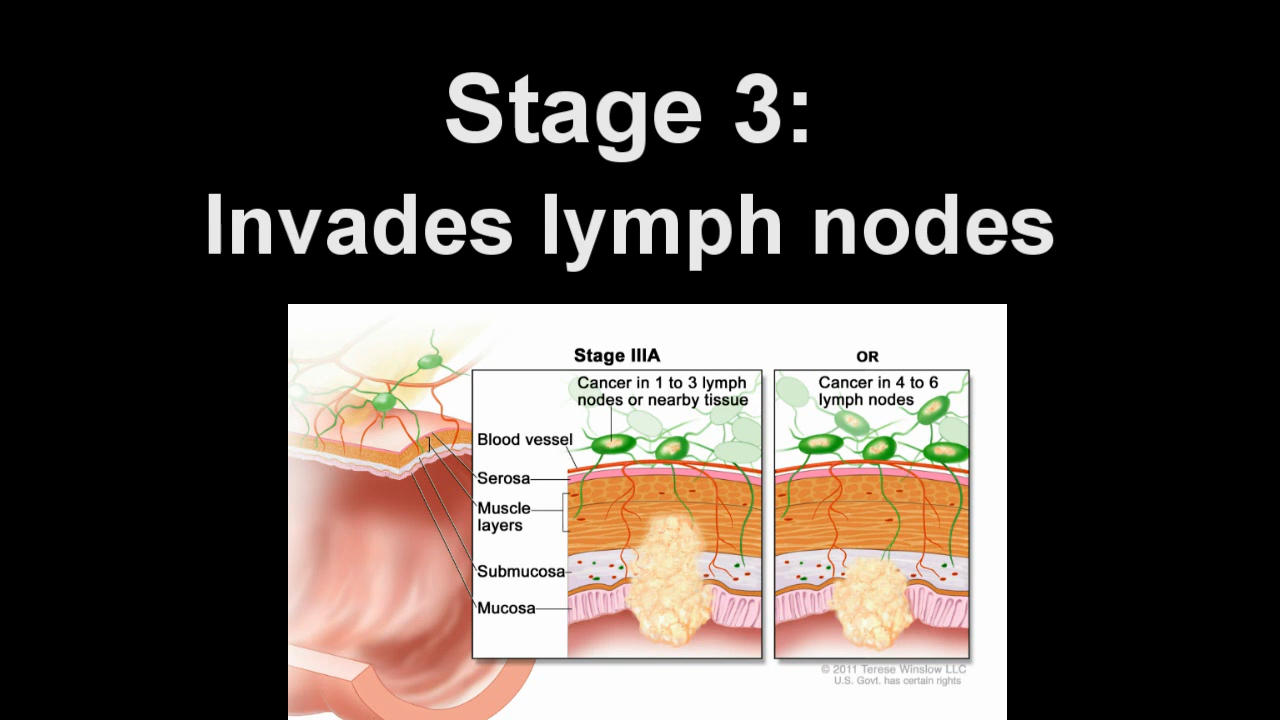 Stage 3:
Invades lymph nodes
Stage IIIA
OR
Cancer in 1 to 3 lymph
nodes or nearby tissue
Cancer in 4 to 6
lymph nodes
Blood vessel
Serosa
Muscle
layers
Submucosa
Mucosa
© 2011 Terese Winslow LLC
U.S. Govt. has certain rights